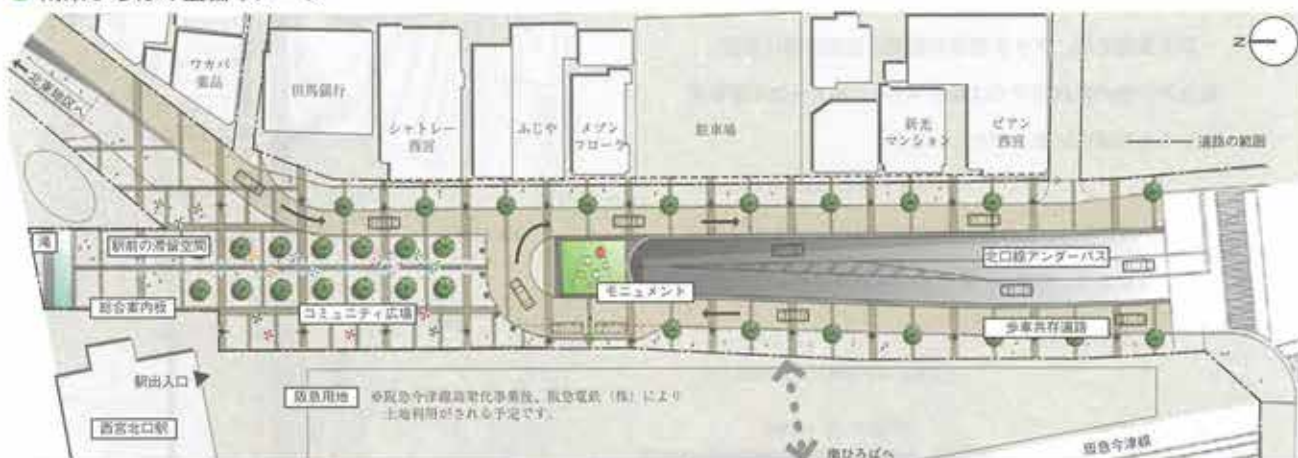 ワカバ
薬品
但馬銀行
シャトレー
西宮
ふじや
メゾン
フローラ
駐車場
新光
マンション
ビアン
西宮
N
道路の範囲
北東地区へ
滝
駅前の滞留空間
総合案内板
コミュニティ広場
モニュメント
北口線アンダーパス
歩車共存道路
駅出入口
西宮北口駅
阪急用地
※阪急今津線高架化事業後、阪急電鉄(株)により
土地利用がされる予定です。
南ひろばへ
阪急今津線